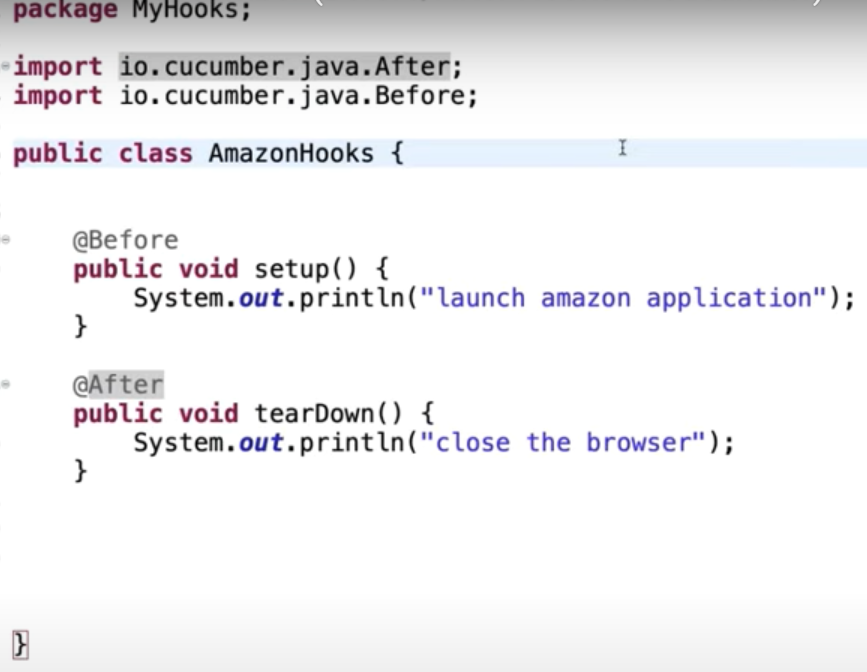 package MyHooks;
import io.cucumber.java.After;
import io.cucumber.java.Before;
public class AmazonHooks {
@Before
public void setup() {
System.out.println("launch amazon application");
}
@After
public void tearDown() {
System.out.println("close the browser");
}
}